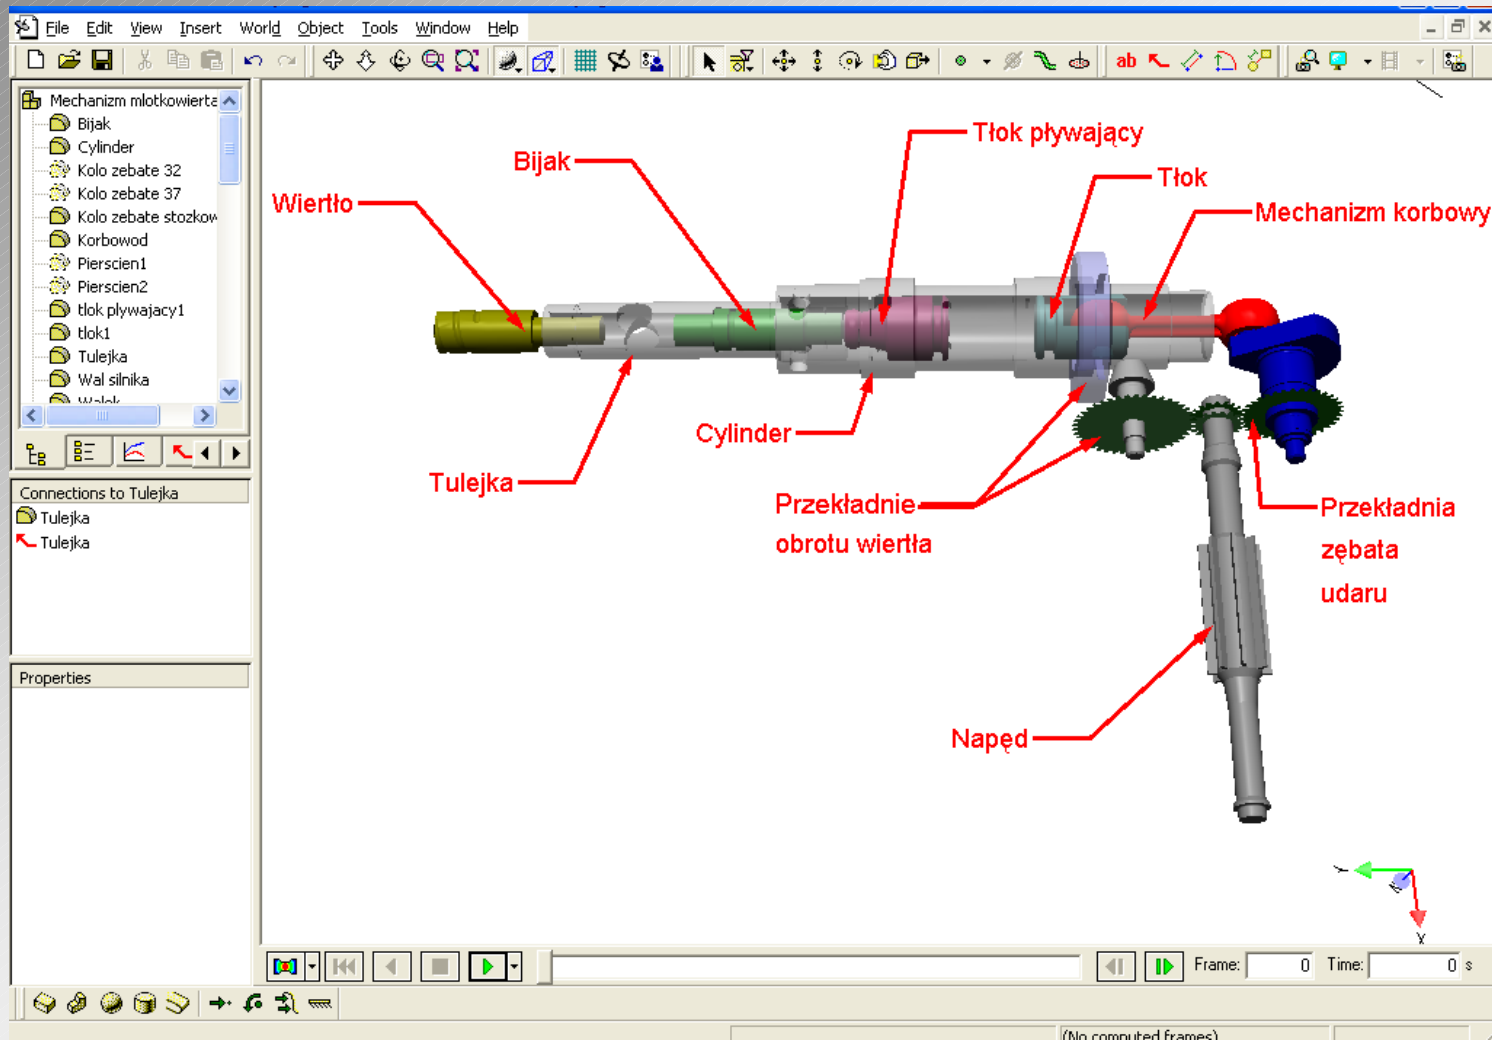 File Edit View Insert World Object Tools Window Help
ab
Mechanizm mlotkowierta
Bijak
Cylinder
Kolo zebate 32
Kolo zebate 37
Kolo zebate stozkow
Korbowod
Pierscien1
Pierscien2
tlok plywajacy1
tlok1
Tulejka
Wal silnika
Walek
Connections to Tulejka
Tulejka
Tulejka
Properties
Tłok pływający
Bijak
Tłok
Wiertło
Mechanizm korbowy
Cylinder
Tulejka
Przekładnie
obrotu wiertła
Przekładnia
zębata
udaru
Napęd
Y
X
Frame: 0 Time: 0 s
(No computed frames)